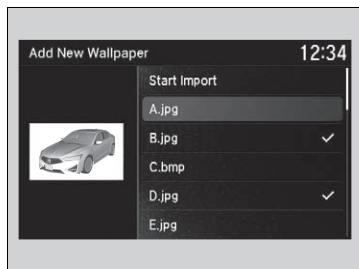 Add New Wallpaper
12:34
Start Import
A.jpg
B.jpg
C.bmp
D.jpg
E.jpg